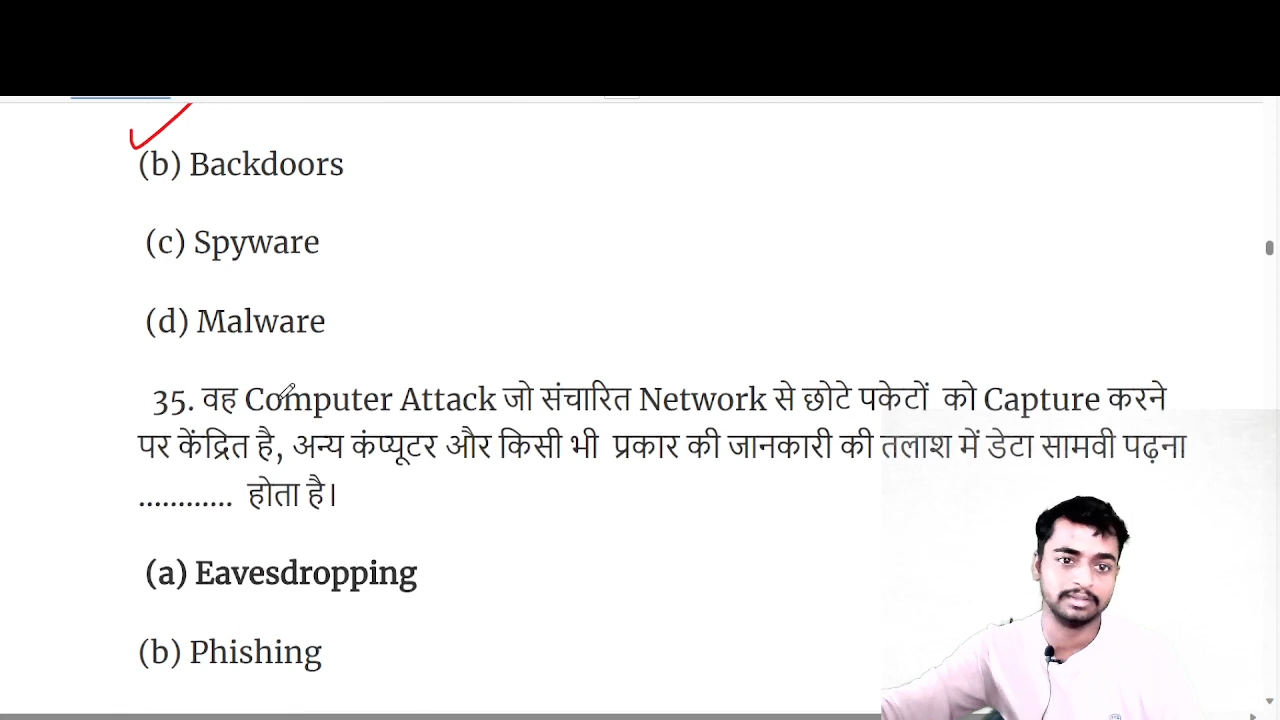 (b) Backdoors
(c) Spyware
(d) Malware
35. वह Computer Attack जो संचारित Network से छोटे पकेटों को Capture करने
पर केंद्रित है, अन्य कंप्यूटर और किसी भी प्रकार की जानकारी की तलाश में डेटा सामवी पढ़ना
............ होता है।
(a) Eavesdropping
(b) Phishing